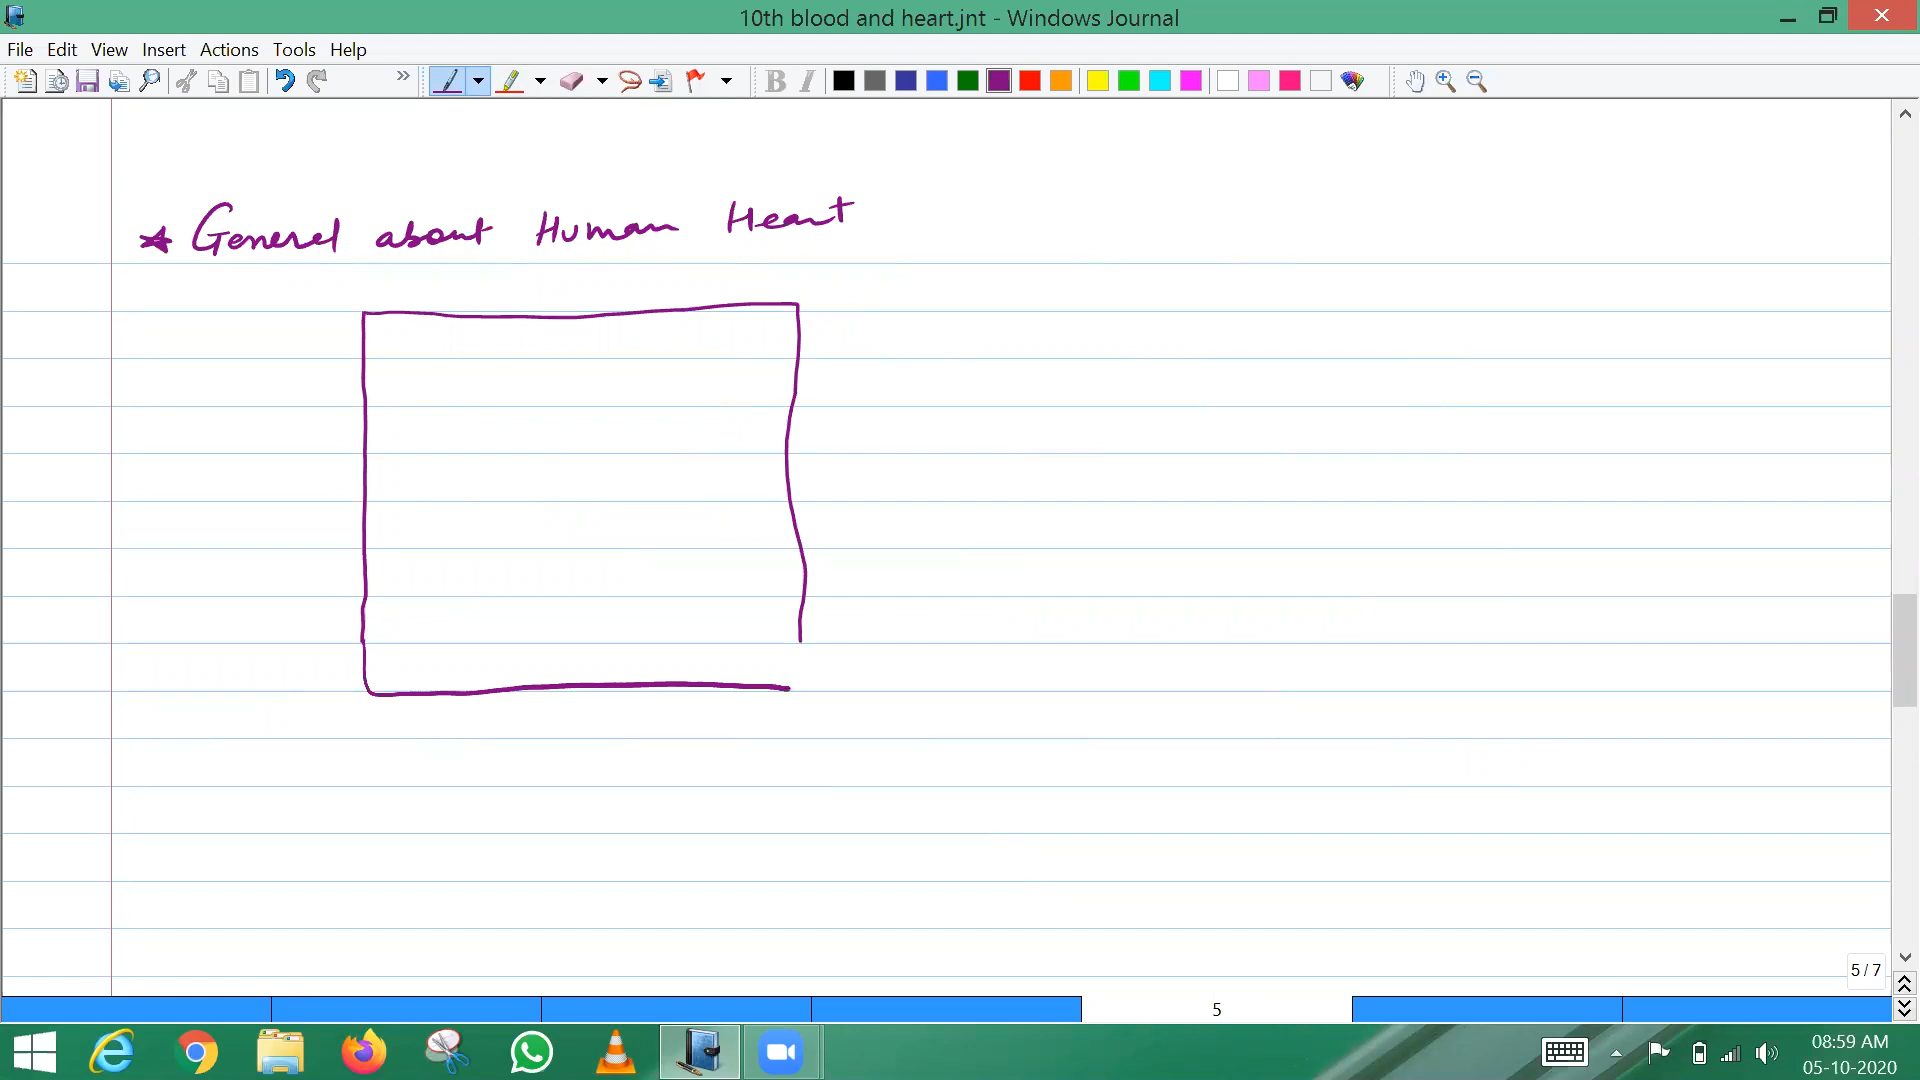 10th blood and heart.jnt - Windows Journal
File Edit View Insert Actions Tools Help
B I
* General about Human Heart
5 / 7
5
08:59 AM
05-10-2020